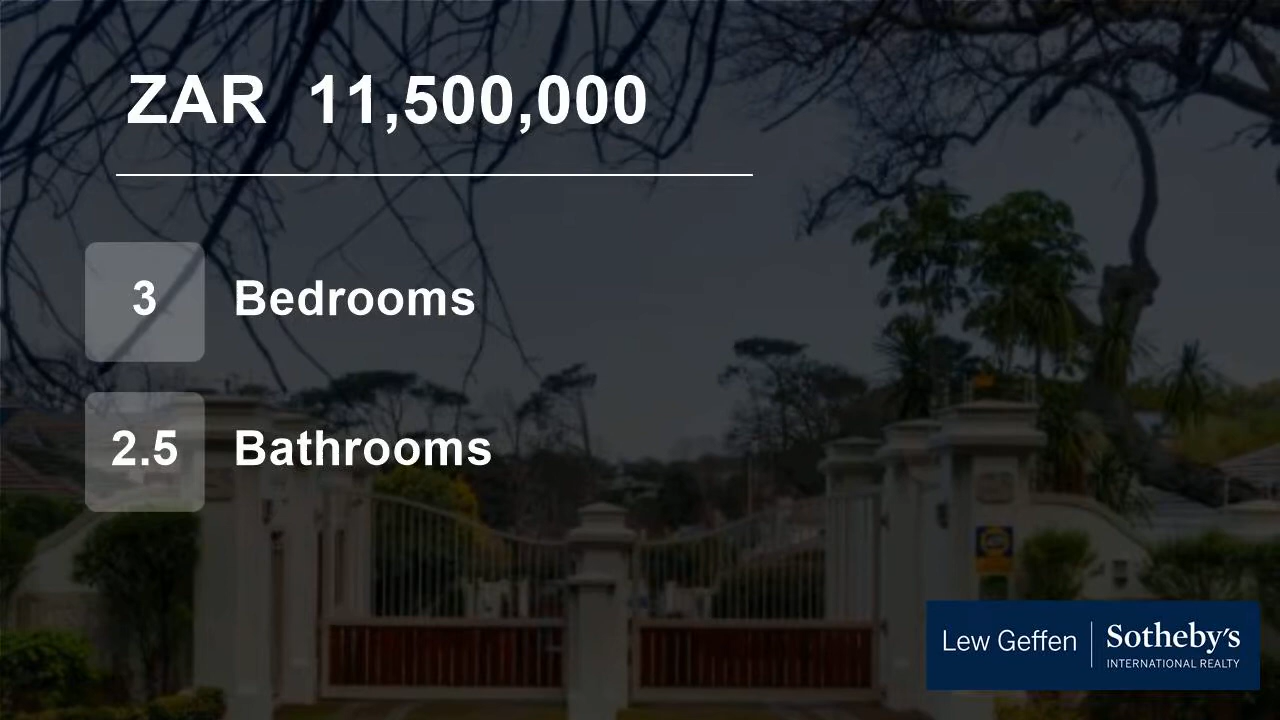 ZAR 11,500,000
3 Bedrooms
2.5 Bathrooms
Lew Geffen | Sotheby's
INTERNATIONAL REALTY